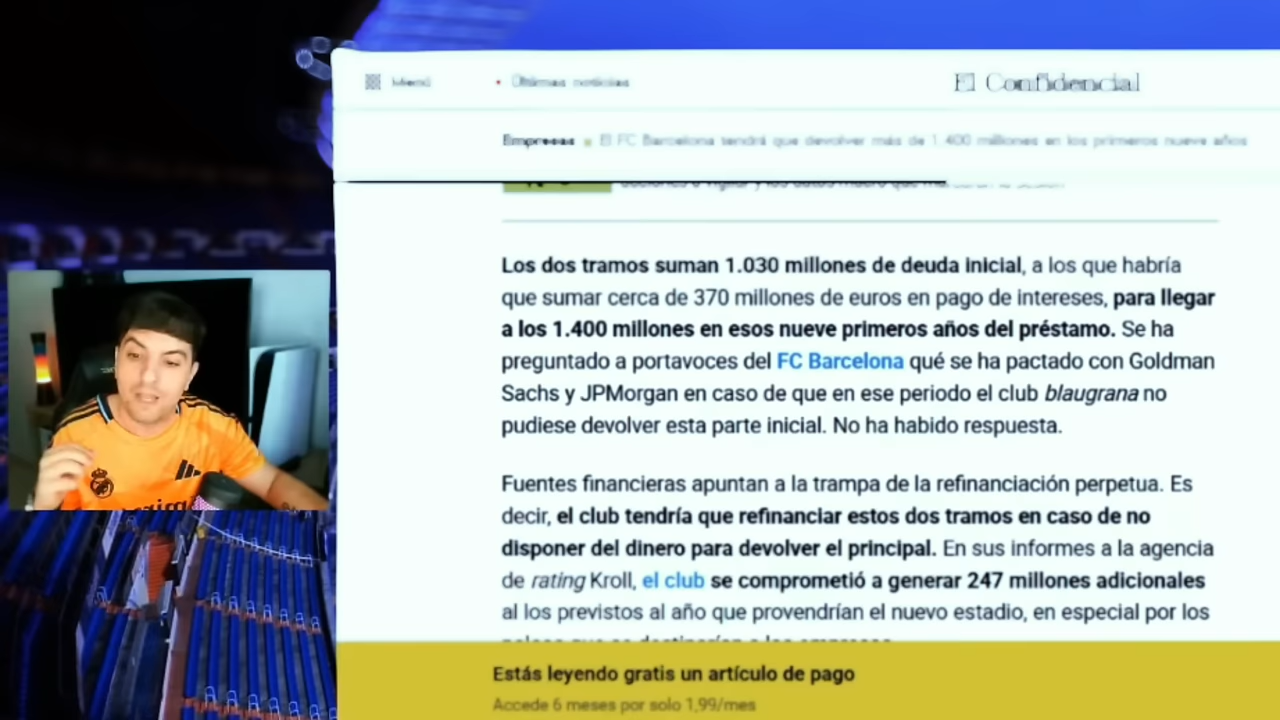 Menú
Últimas noticias
El Confidencial
Empresas
El FC Barcelona tendrá que devolver más de 1.400 millones en los primeros nueve años
Los dos tramos suman 1.030 millones de deuda inicial, a los que habría
que sumar cerca de 370 millones de euros en pago de intereses, para llegar
a los 1.400 millones en esos nueve primeros años del préstamo. Se ha
preguntado a portavoces del FC Barcelona qué se ha pactado con Goldman
Sachs y JPMorgan en caso de que en ese periodo el club blaugrana no
pudiese devolver esta parte inicial. No ha habido respuesta.
Fuentes financieras apuntan a la trampa de la refinanciación perpetua. Es
decir, el club tendría que refinanciar estos dos tramos en caso de no
disponer del dinero para devolver el principal. En sus informes a la agencia
de rating Kroll, el club se comprometió a generar 247 millones adicionales
al los previstos al año que provendrían el nuevo estadio, en especial por los
Estás leyendo gratis un artículo de pago
Accede 6 meses por solo 1,99/mes